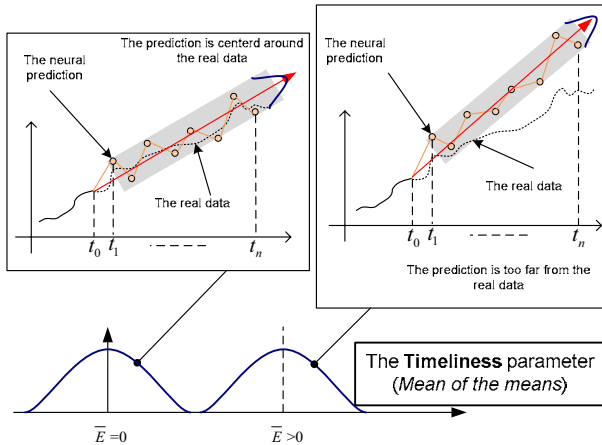 The prediction is centerd around
the real data
The neural
prediction
The real data
t0
t1
tn
The neural
prediction
The real data
t0
t1
tn
The prediction is too far from the
real data
The Timeliness parameter
(Mean of the means)
E̅=0
E̅>0